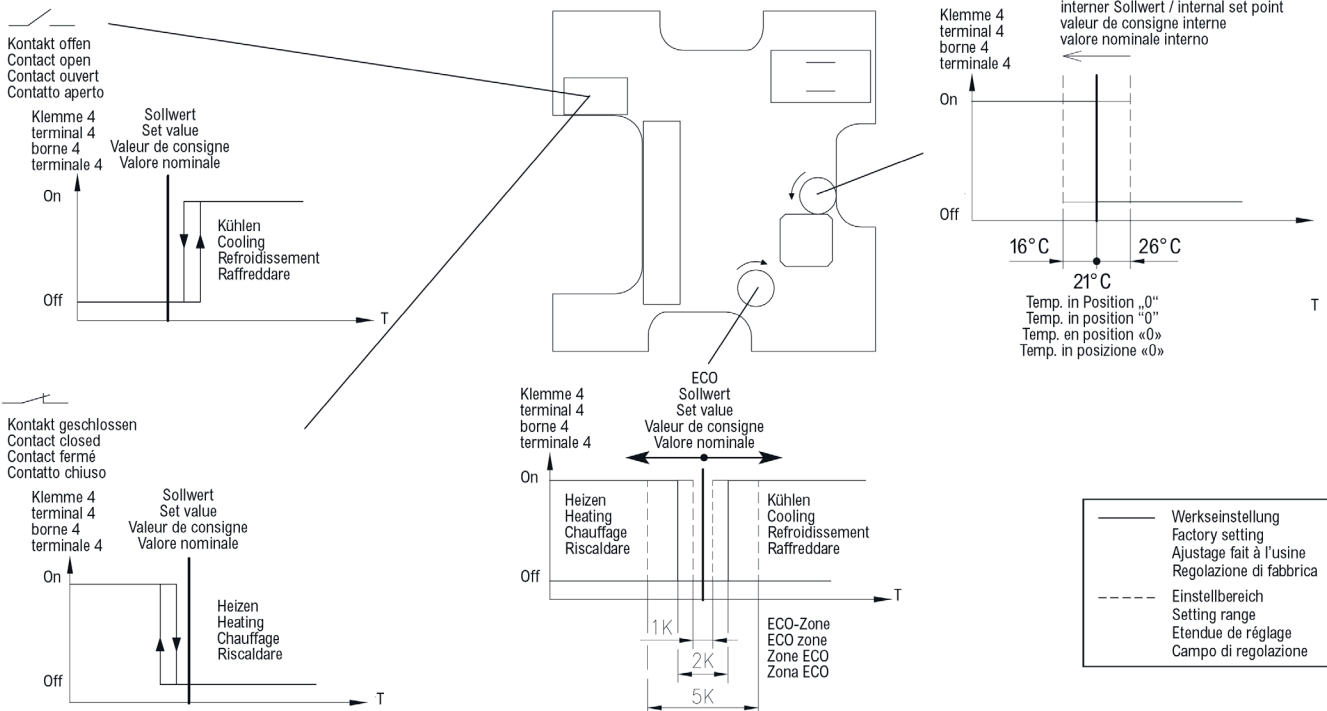 Kontakt offen
Contact open
Contact ouvert
Contatto aperto
Klemme 4
terminal 4
borne 4
terminale 4
Sollwert
Set value
Valeur de consigne
Valore nominale
On
Off
Kühlen
Cooling
Refroidissement
Raffreddare
T
Kontakt geschlossen
Contact closed
Contact fermé
Contatto chiuso
Klemme 4
terminal 4
borne 4
terminale 4
Sollwert
Set value
Valeur de consigne
Valore nominale
On
Off
Heizen
Heating
Chauffage
Riscaldare
T
ECO
Sollwert
Set value
Valeur de consigne
Valore nominale
Klemme 4
terminal 4
borne 4
terminale 4
On
Off
Heizen
Heating
Chauffage
Riscaldare
Kühlen
Cooling
Refroidissement
Raffreddare
T
1K
2K
5K
ECO-Zone
ECO zone
Zone ECO
Zona ECO
Klemme 4
terminal 4
borne 4
terminale 4
interner Sollwert / internal set point
valeur de consigne interne
valore nominale interno
On
Off
16°C
26°C
21°C
Temp. in Position „0“
Temp. in position “0”
Temp. en position «0»
Temp. in posizione «0»
T
Werkseinstellung
Factory setting
Ajustage fait à l'usine
Regolazione di fabbrica
Einstellbereich
Setting range
Etendue de réglage
Campo di regolazione